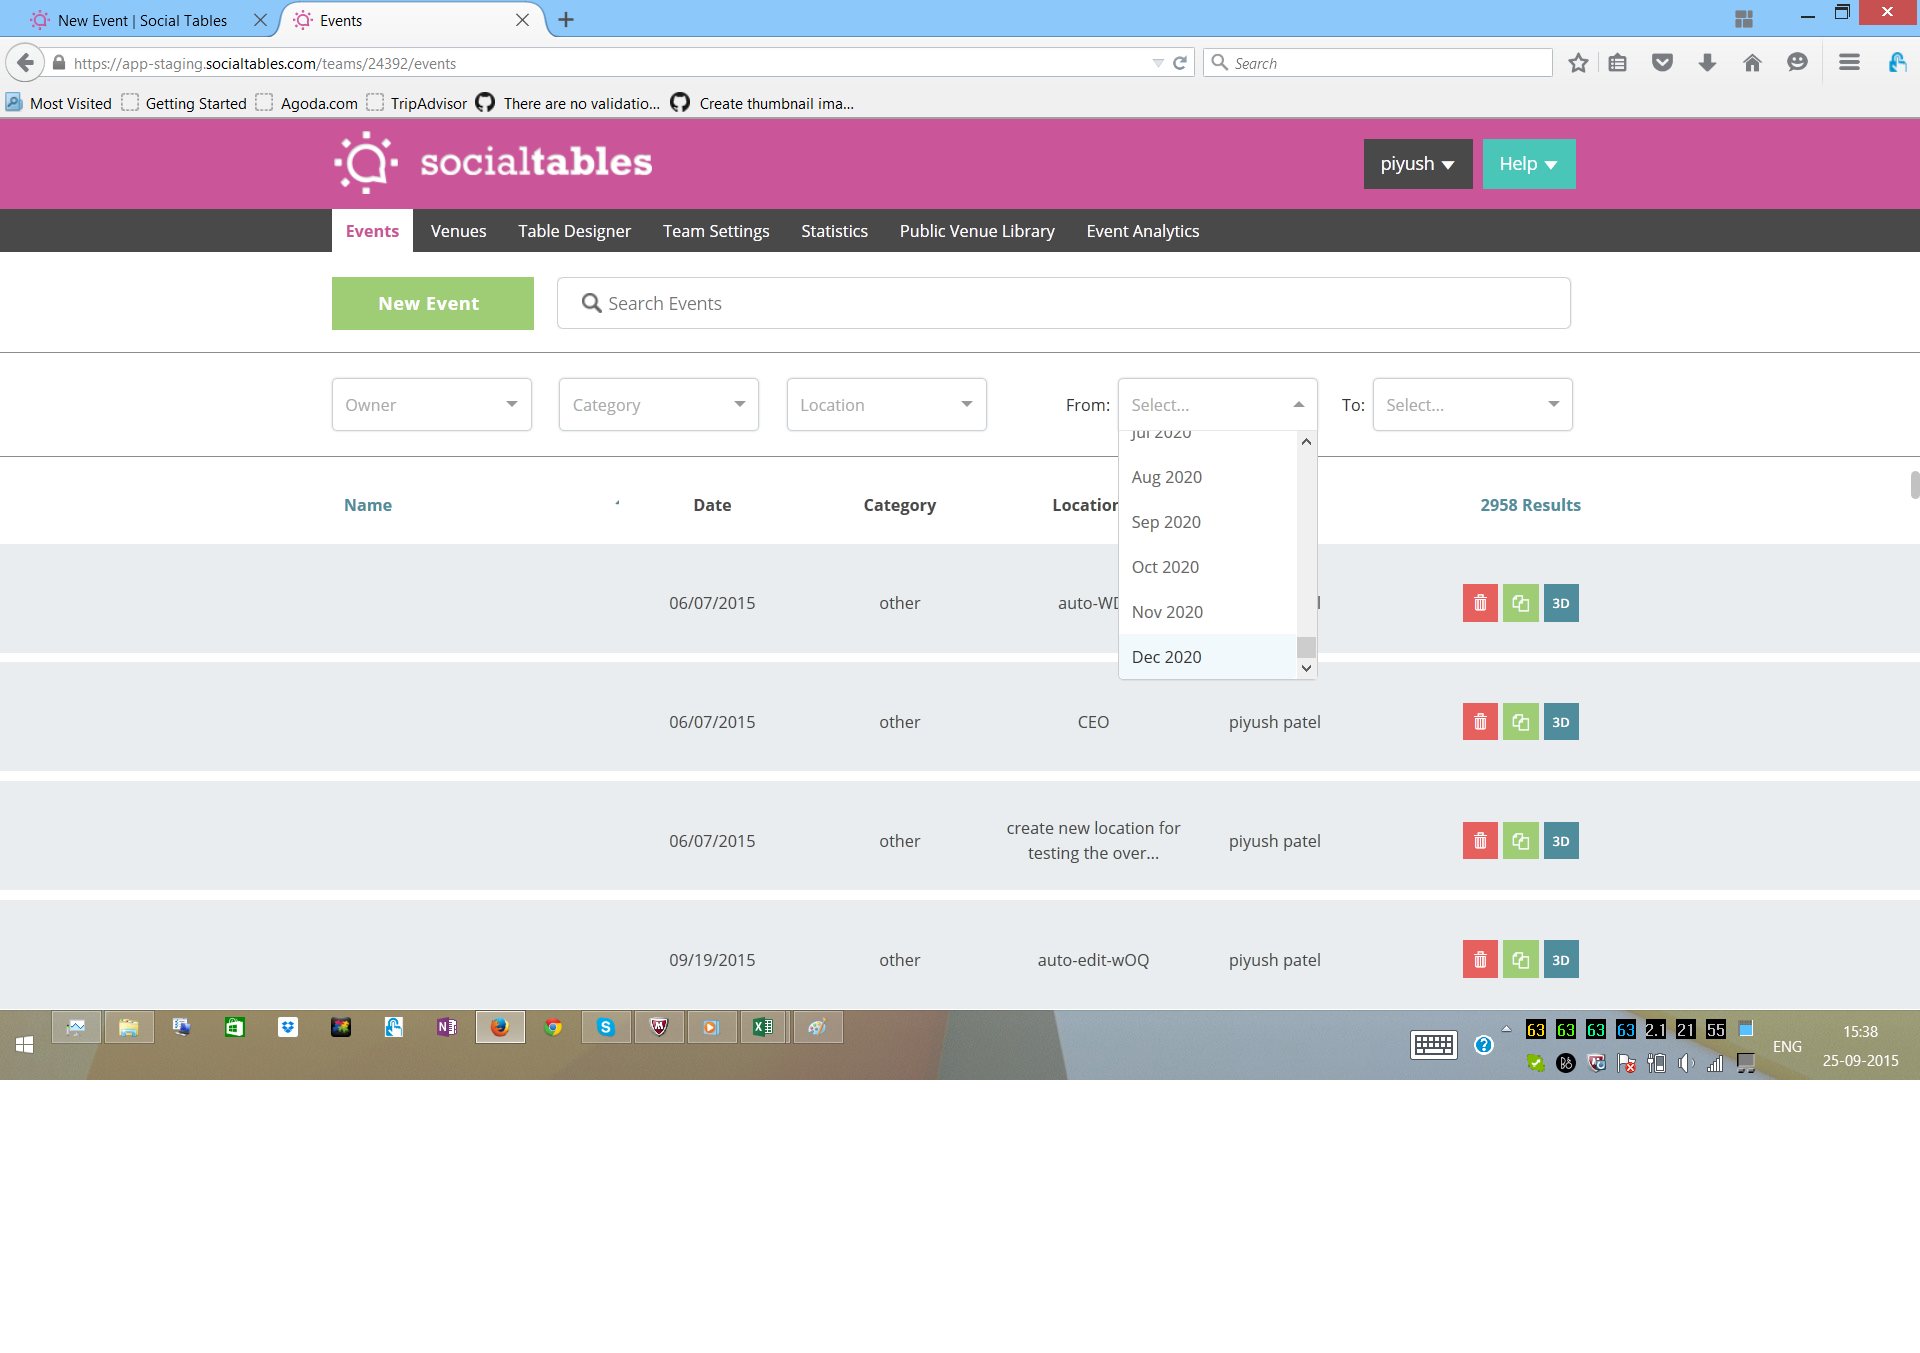 New Event | Social Tables
Events
https://app-staging.socialtables.com/teams/24392/events
Search
Most Visited
Getting Started
Agoda.com
TripAdvisor
There are no validatio...
Create thumbnail ima...
socialtables
piyush
Help
Events
Venues
Table Designer
Team Settings
Statistics
Public Venue Library
Event Analytics
New Event
Search Events
Owner
Category
Location
From:
Select...
To:
Select...
Jul 2020
Aug 2020
Sep 2020
Oct 2020
Nov 2020
Dec 2020
Name
Date
Category
Location
2958 Results
06/07/2015
other
auto-WD
3D
06/07/2015
other
CEO
piyush patel
3D
06/07/2015
other
create new location for
testing the over...
piyush patel
3D
09/19/2015
other
auto-edit-wOQ
piyush patel
3D
63
63
63
63
2.1
21
55
ENG
15:38
25-09-2015